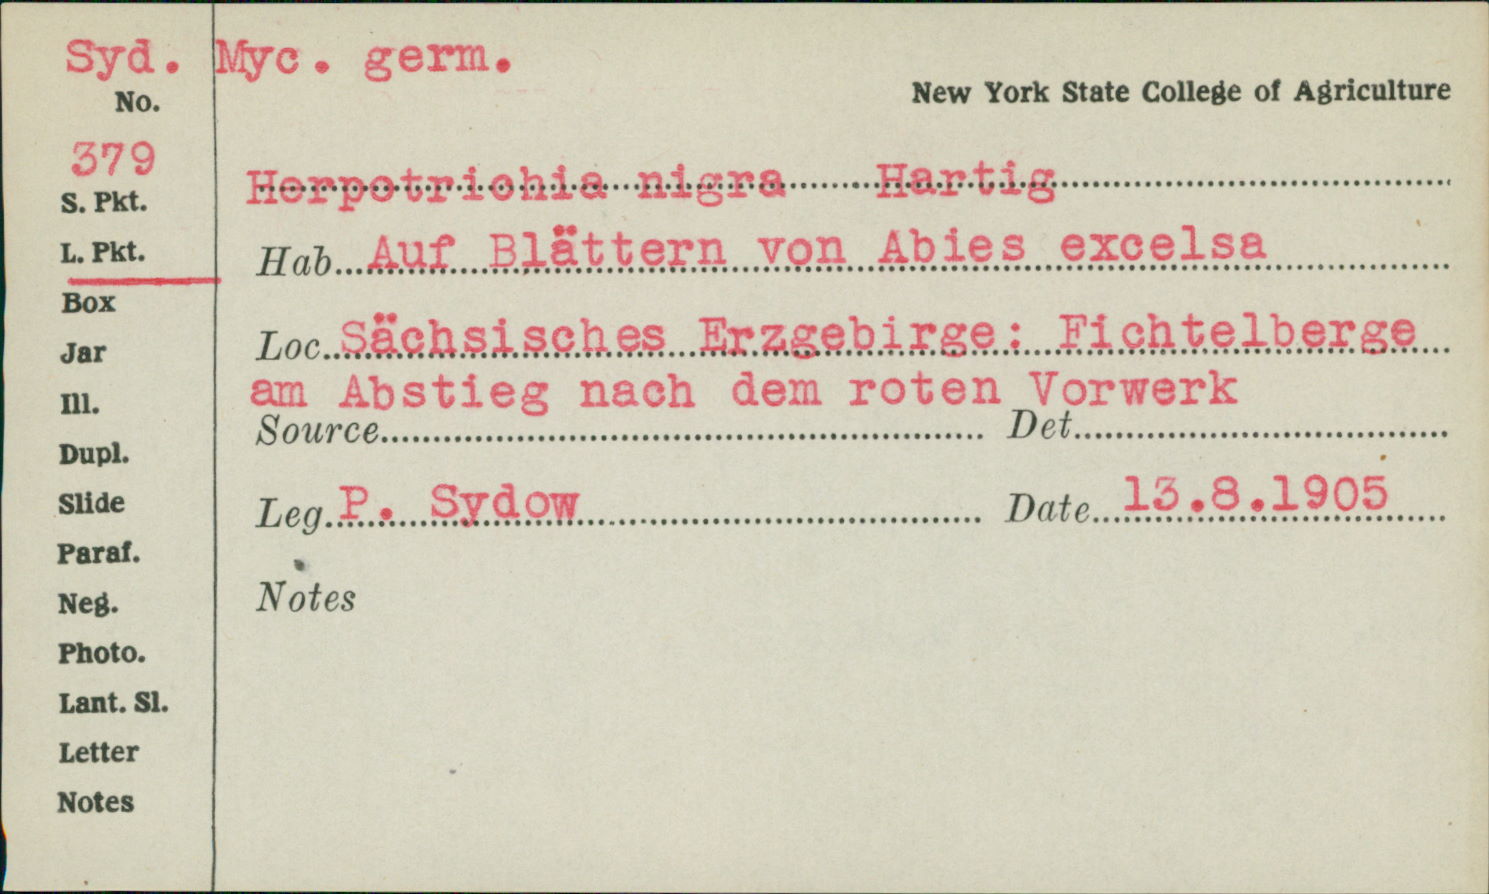 Syd. Myc. germ.
No.
New York State College of Agriculture
379
Herpotrichia nigra Hartig
S. Pkt.
L. Pkt.
Hab. Auf Blättern von Abies excelsa
Box
Jar
Loc. Sächsisches Erzgebirge: Fichtelberge
am Abstieg nach dem roten Vorwerk
Ill.
Source Det.
Dupl.
Slide
Leg. P. Sydow Date 13.8.1905
Paraf.
Neg.
Notes
Photo.
Lant. Sl.
Letter
Notes